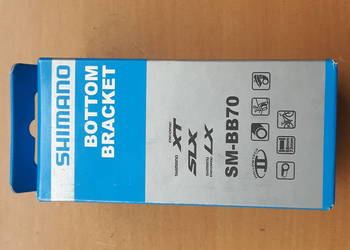 SHIMANO
BOTTOM
BRACKET
XT
SLX
LX
SM-BB70